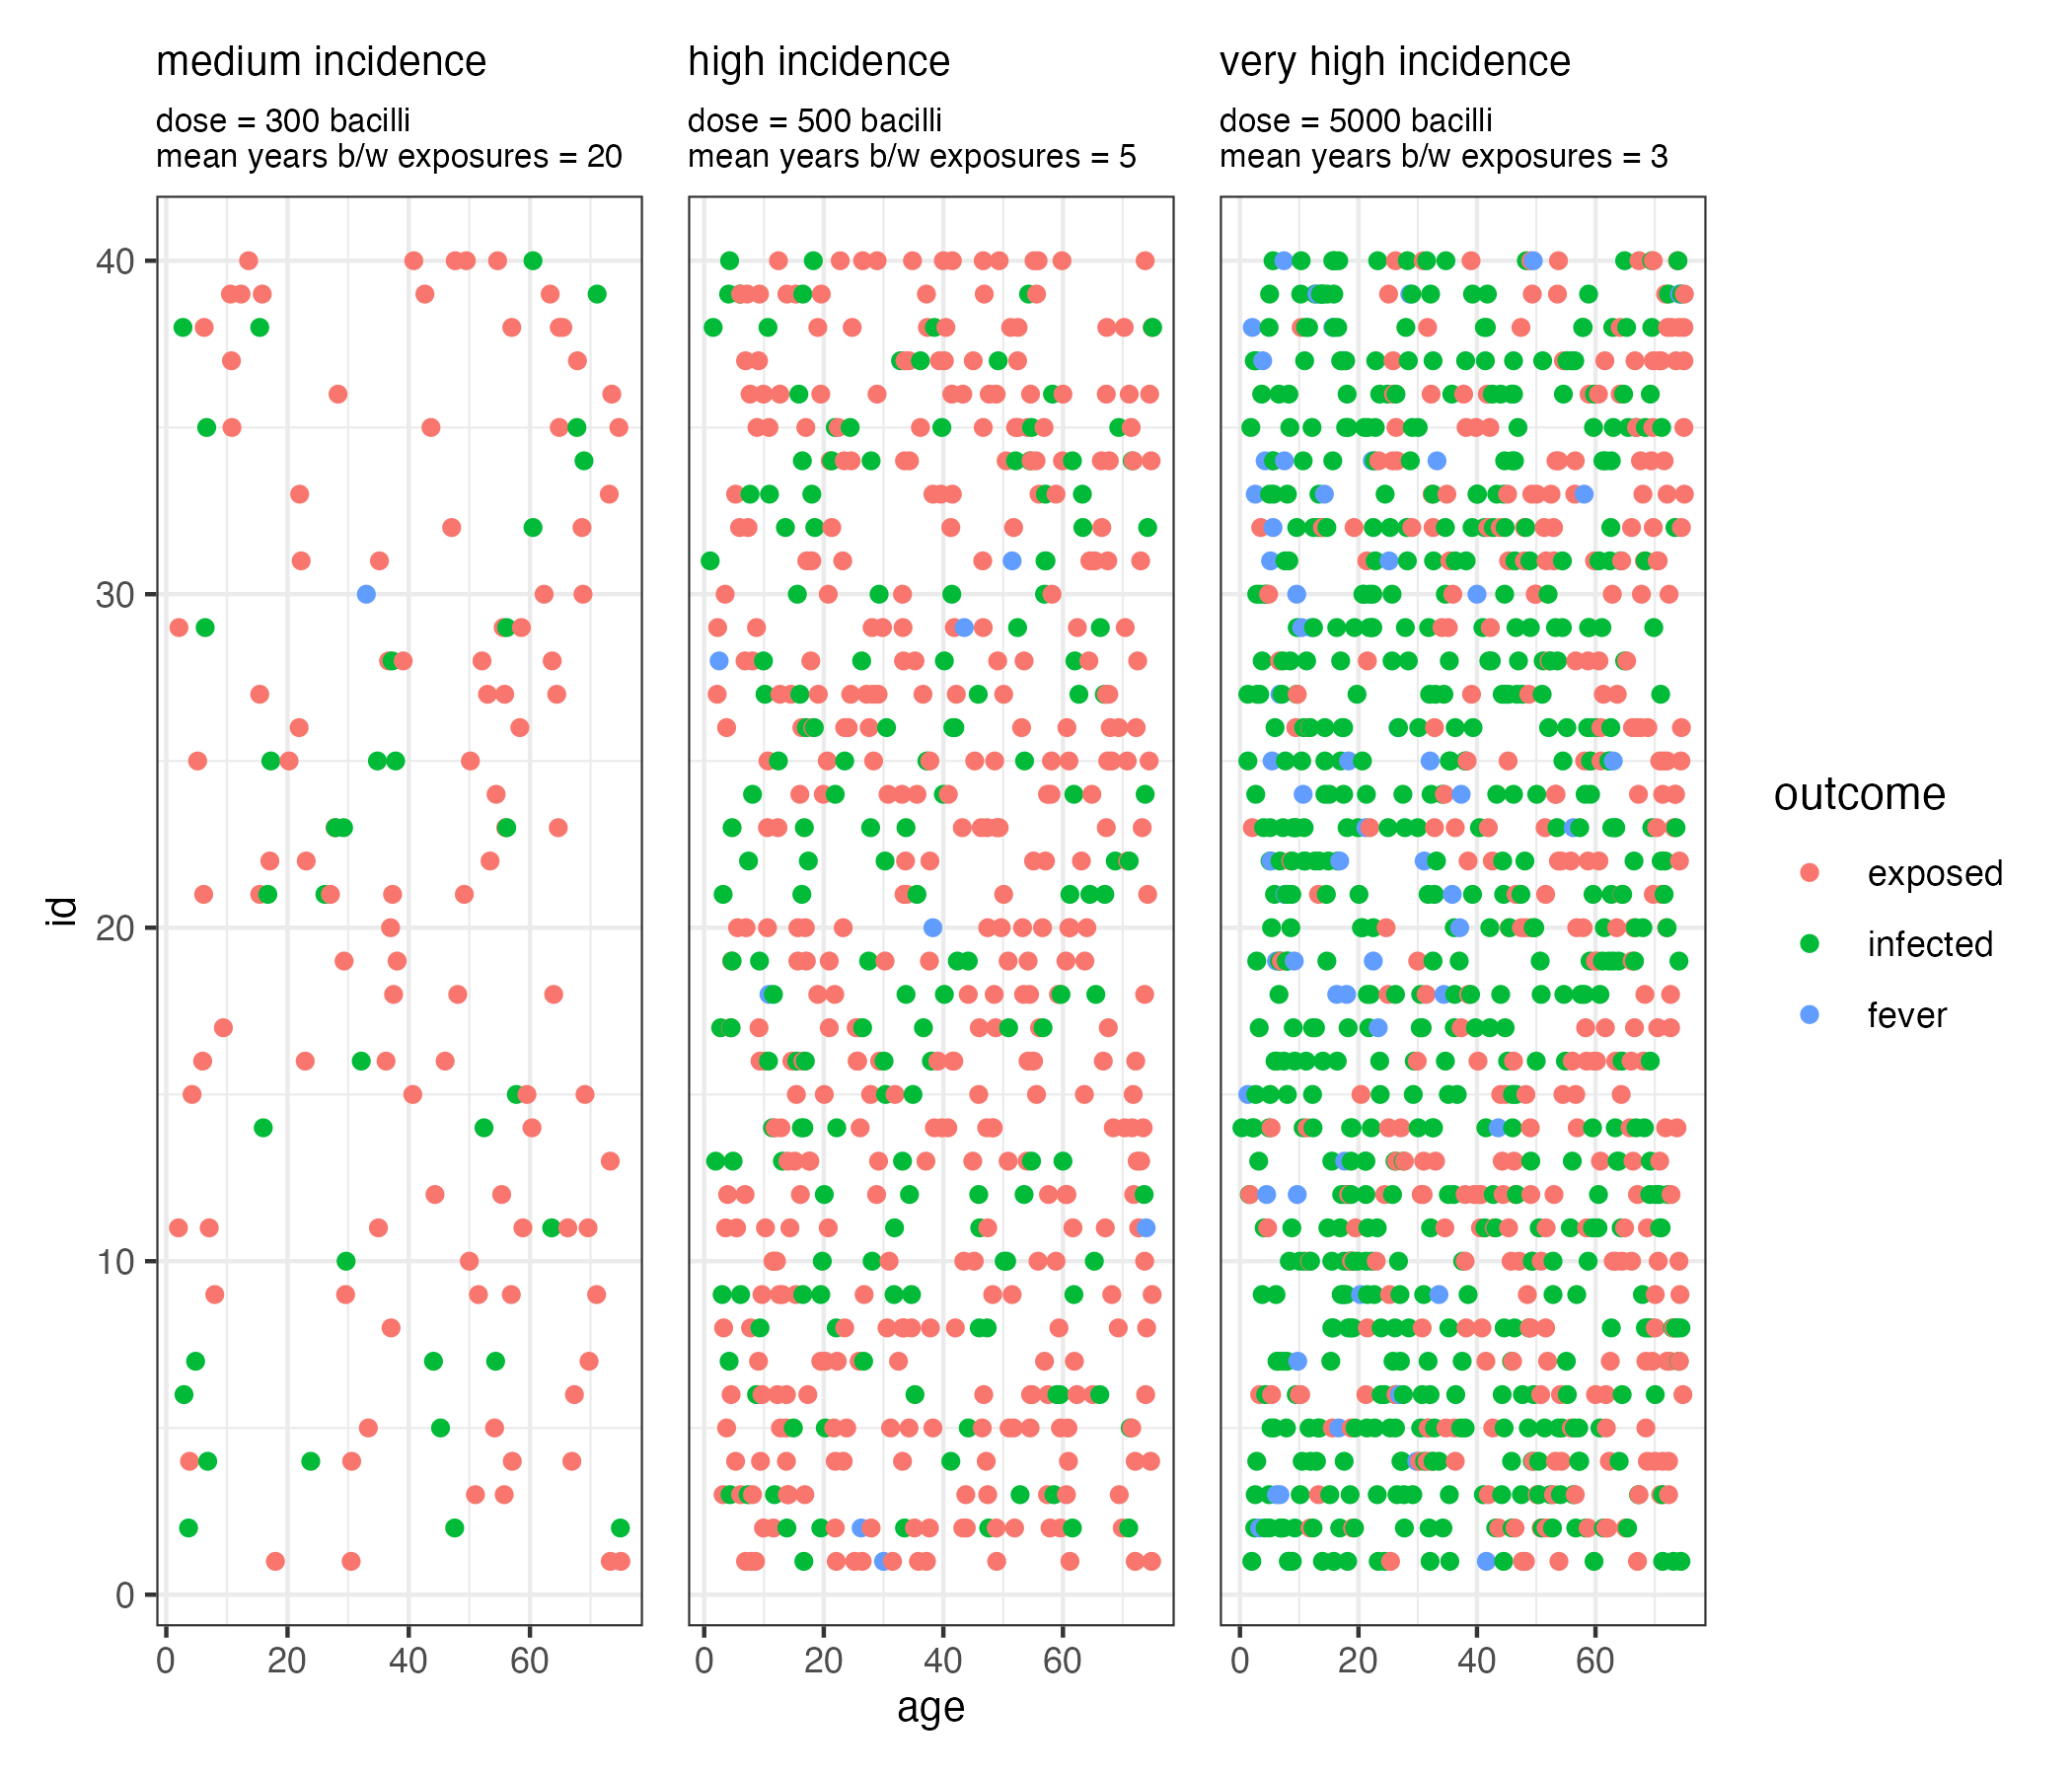 medium incidence
dose = 300 bacilli
mean years b/w exposures = 20
high incidence
dose = 500 bacilli
mean years b/w exposures = 5
very high incidence
dose = 5000 bacilli
mean years b/w exposures = 3
id
40
30
20
10
0
0 20 40 60
0 20 40 60
0 20 40 60
age
outcome
exposed
infected
fever